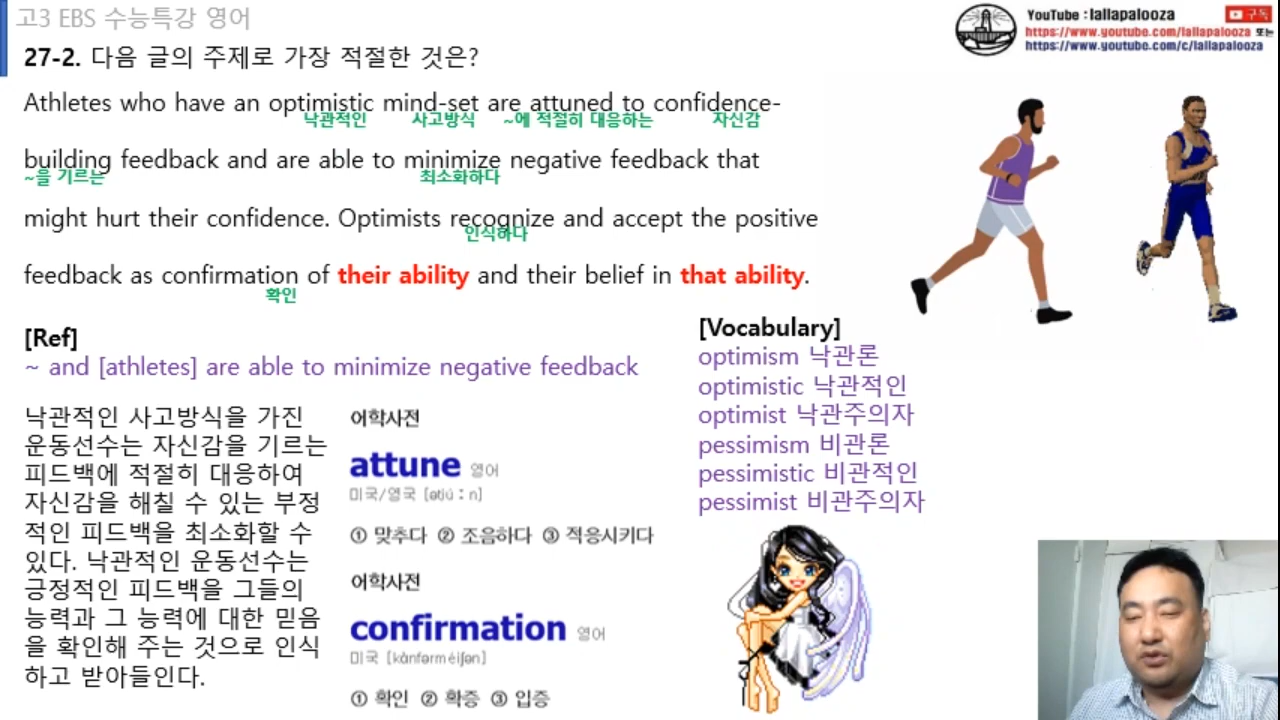 고3 EBS 수능특강 영어
YouTube : lallapalooza
구독
https://www.youtube.com/lallapalooza 또는
https://www.youtube.com/c/lallapalooza
27-2. 다음 글의 주제로 가장 적절한 것은?
Athletes who have an optimistic mind-set are attuned to confidence-
낙관적인 사고방식 ~에 적절히 대응하는 자신감
building feedback and are able to minimize negative feedback that
~을 기르는 최소화하다
might hurt their confidence. Optimists recognize and accept the positive
인식하다
feedback as confirmation of their ability and their belief in that ability.
확인
[Ref]
~ and [athletes] are able to minimize negative feedback
낙관적인 사고방식을 가진
운동선수는 자신감을 기르는
피드백에 적절히 대응하여
자신감을 해칠 수 있는 부정
적인 피드백을 최소화할 수
있다. 낙관적인 운동선수는
긍정적인 피드백을 그들의
능력과 그 능력에 대한 믿음
을 확인해 주는 것으로 인식
하고 받아들인다.
어학사전
attune 영어
미국/영국 [ətjúːn]
① 맞추다 ② 조음하다 ③ 적응시키다
어학사전
confirmation 영어
미국 [kὰnfərméiʃən]
① 확인 ② 확증 ③ 입증
[Vocabulary]
optimism 낙관론
optimistic 낙관적인
optimist 낙관주의자
pessimism 비관론
pessimistic 비관적인
pessimist 비관주의자